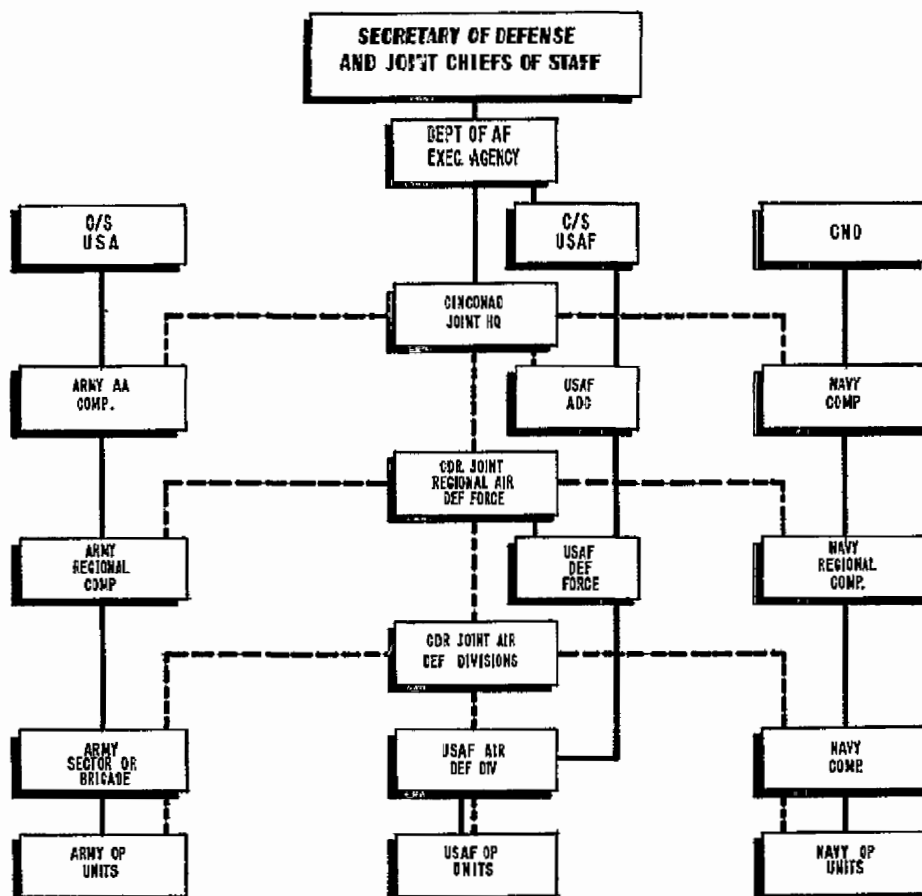 SECRETARY OF DEFENSE
AND JOINT CHIEFS OF STAFF
DEPT OF AF
EXEC. AGENCY
C/S
USA
C/S
USAF
CNO
CINCONAD
JOINT HQ
ARMY AA
COMP.
USAF
ADC
NAVY
COMP
CDR. JOINT
REGIONAL AIR
DEF FORCE
ARMY
REGIONAL
COMP
USAF
DEF
FORCE
NAVY
REGIONAL
COMP.
CDR JOINT AIR
DEF DIVISIONS
ARMY
SECTOR OR
BRIGADE
USAF AIR
DEF DIV
NAVY
COMP.
ARMY OP
UNITS
USAF OP
UNITS
NAVY OP
UNITS